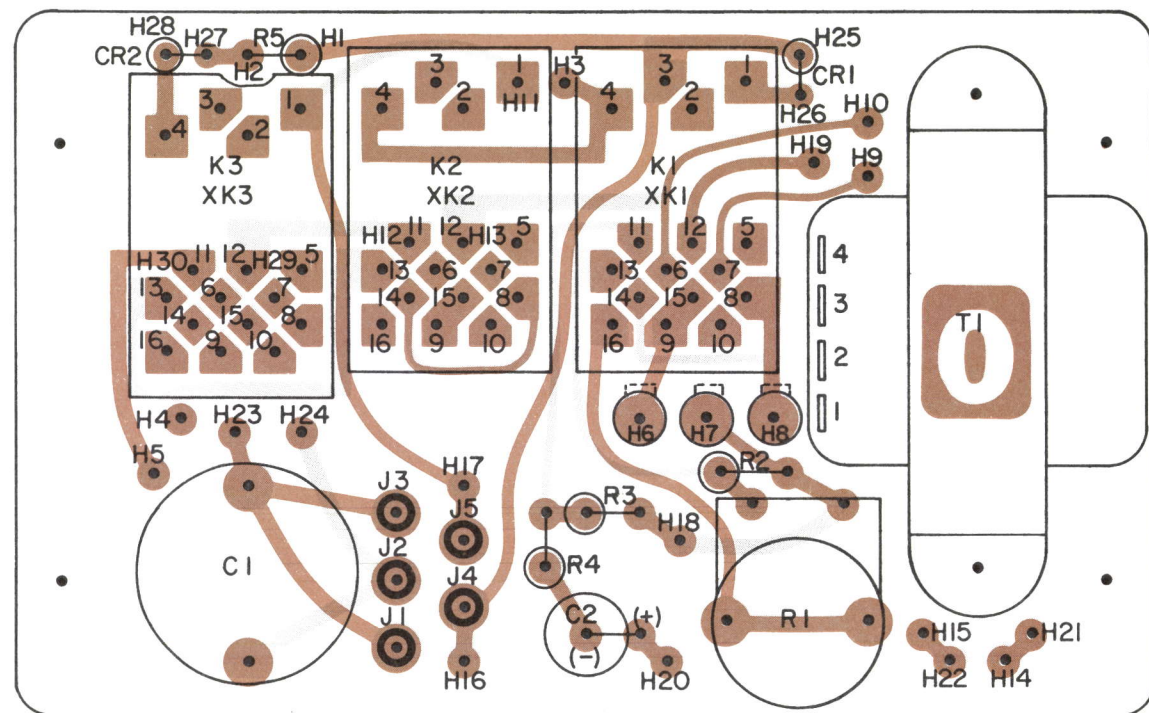 H28
H27
R5
H1
H25
CR2
H2
CR1
H26
3
1
4
2
K3
XK3
3
1
H11
H3
4
2
K2
XK2
3
1
4
2
K1
XK1
H10
H19
H9
H30
11
12
H29
5
13
6
7
14
15
8
16
9
10
H12
11
12
H13
5
13
6
7
14
15
8
16
9
10
11
12
5
13
6
7
14
15
8
16
9
10
4
3
2
1
T1
H4
H23
H24
H5
H6
H7
H8
C1
J3
J2
J1
H17
J5
J4
H16
R3
H18
R4
R2
C2
(+)
(-)
H20
R1
H15
H22
H21
H14